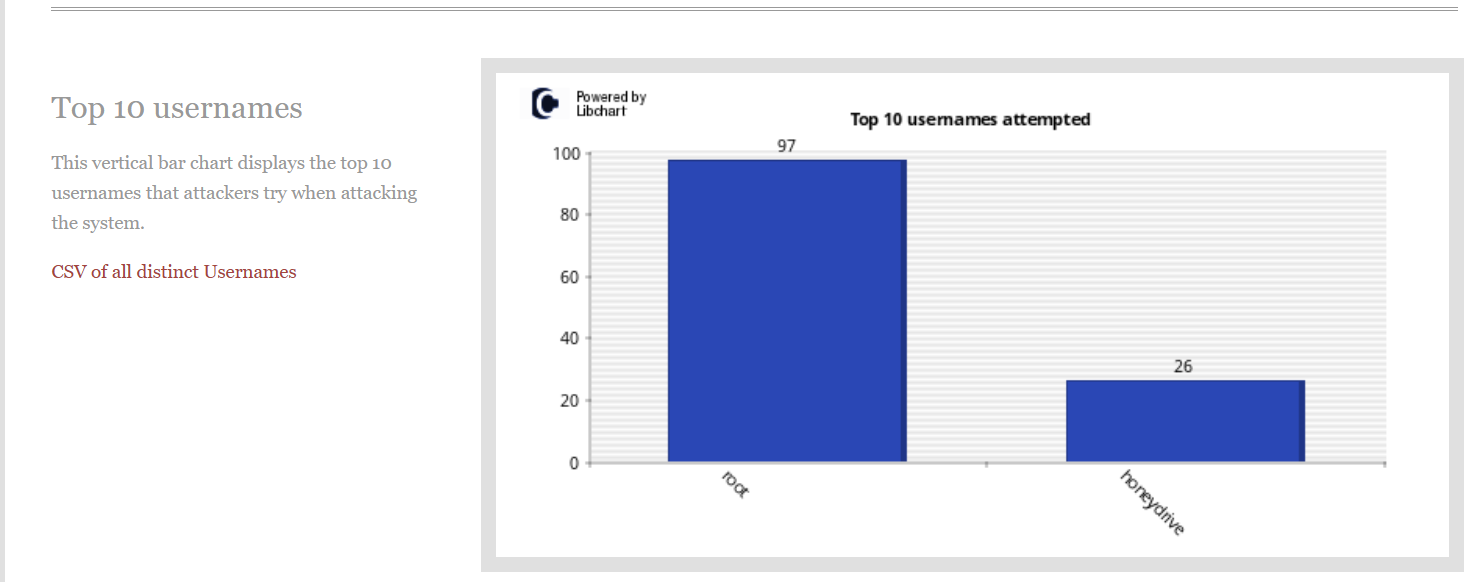 Top 10 usernames
This vertical bar chart displays the top 10
usernames that attackers try when attacking
the system.
CSV of all distinct Usernames
Powered by
Libchart
Top 10 usernames attempted
97
100
80
60
40
26
20
0
root
honeydrive